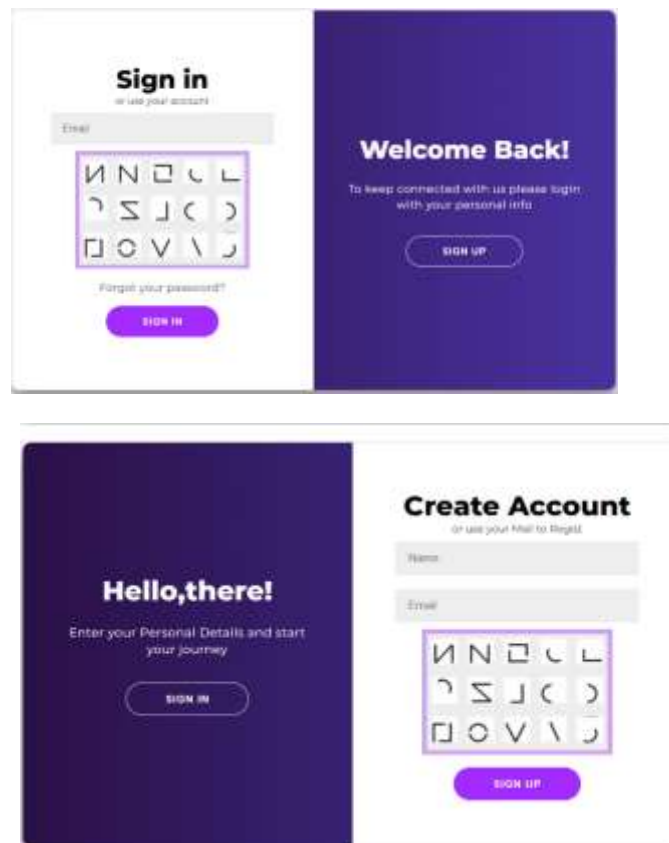 Sign in
or use your account
Email
Forgot your password?
SIGN IN
Welcome Back!
To keep connected with us please login
with your personal info
SIGN UP
Hello,there!
Enter your Personal Details and start
your journey
SIGN IN
Create Account
or use your Mail to Regist
Name
Email
SIGN UP